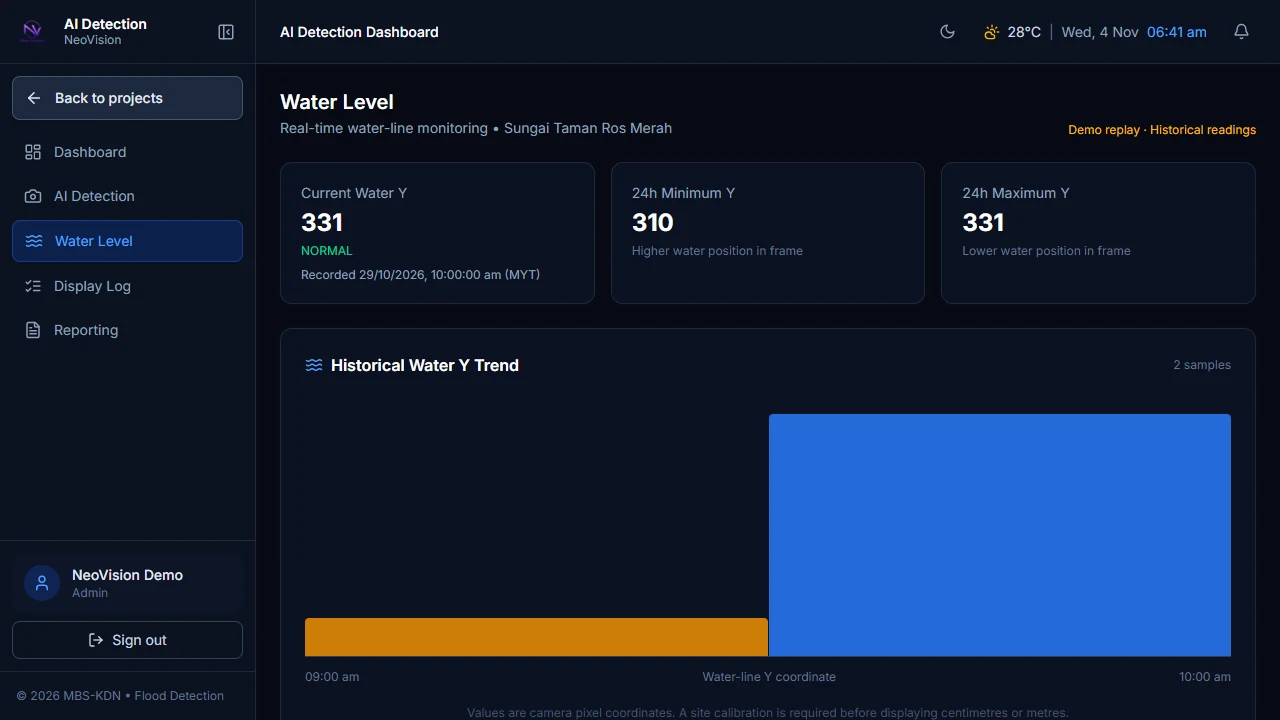 AI Detection
NeoVision
Back to projects
Dashboard
AI Detection
Water Level
Display Log
Reporting
NeoVision Demo
Admin
Sign out
© 2026 MBS-KDN • Flood Detection
AI Detection Dashboard
28°C
Wed, 4 Nov 06:41 am
Water Level
Real-time water-line monitoring • Sungai Taman Ros Merah
Demo replay · Historical readings
Current Water Y
331
NORMAL
Recorded 29/10/2026, 10:00:00 am (MYT)
24h Minimum Y
310
Higher water position in frame
24h Maximum Y
331
Lower water position in frame
Historical Water Y Trend
2 samples
09:00 am
Water-line Y coordinate
10:00 am
Values are camera pixel coordinates. A site calibration is required before displaying centimetres or metres.